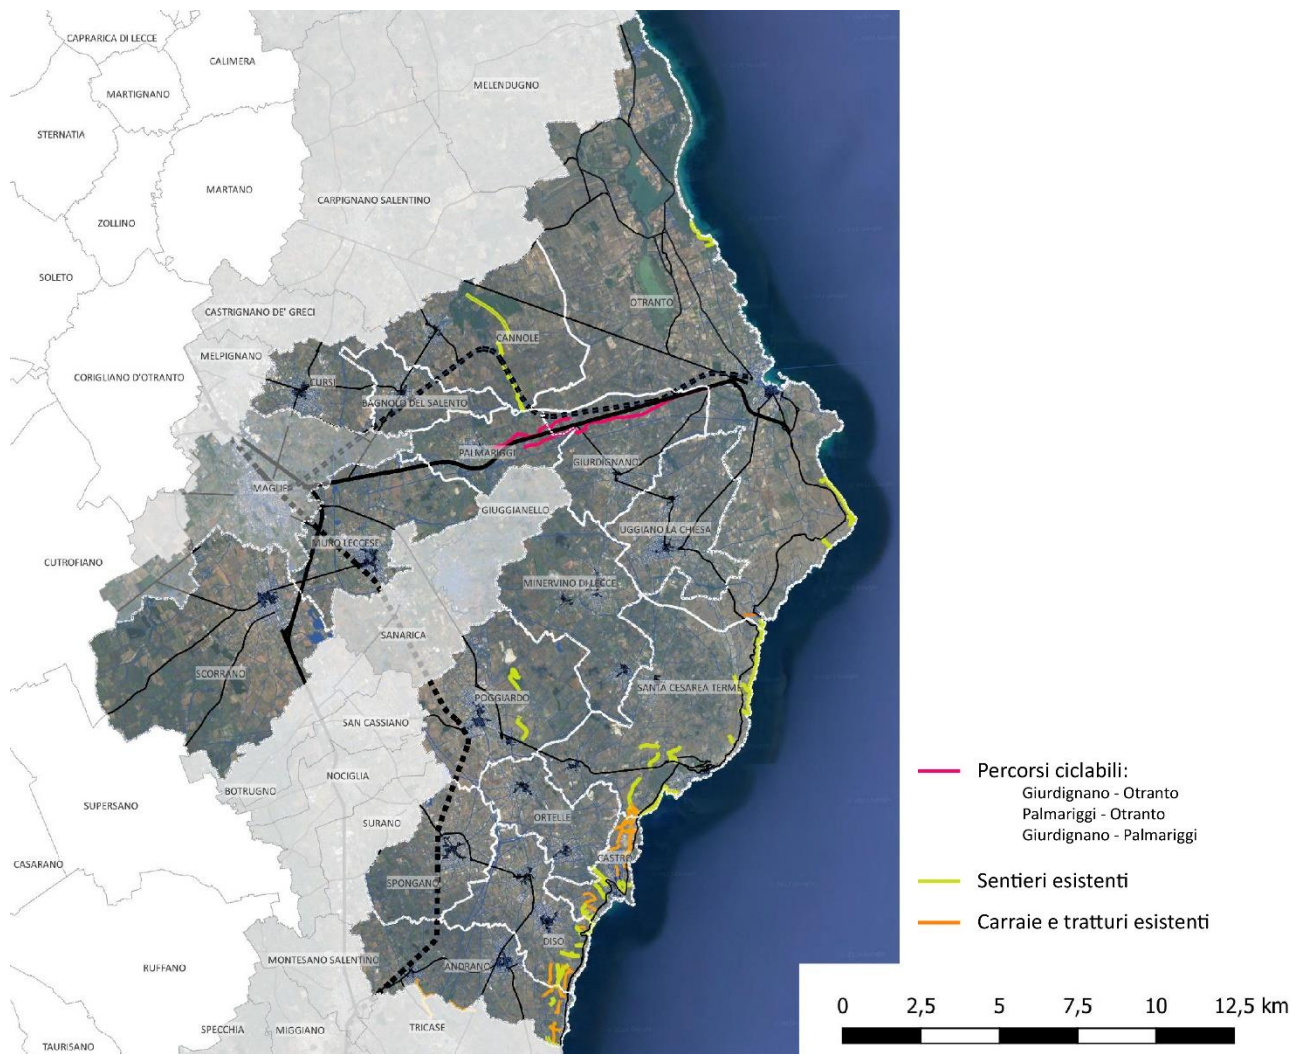 CAPRARICA DI LECCE
CALIMERA
MARTIGNANO
MELENDUGNO
STERNATIA
MARTANO
CARPIGNANO SALENTINO
ZOLLINO
SOLETO
OTRANTO
CASTRIGNANO DE' GRECI
CANNOLE
MELPIGNANO
CORIGLIANO D'OTRANTO
CURSI
BAGNOLO DEL SALENTO
PALMARIGGI
GIURDIGNANO
MAGLIE
GIUGGIANELLO
UGGIANO LA CHIESA
MURO LECCESE
CUTROFIANO
MINERVINO DI LECCE
SANARICA
SCORRANO
SANTA CESAREA TERME
POGGIARDO
SAN CASSIANO
NOCIGLIA
BOTRUGNO
SUPERSANO
SURANO
ORTELLE
CASTRO
CASARANO
SPONGANO
DISO
MONTESANO SALENTINO
ANDRANO
RUFFANO
TRICASE
SPECCHIA
MIGGIANO
TAURISANO
Percorsi ciclabili:
Giurdignano - Otranto
Palmariggi - Otranto
Giurdignano - Palmariggi
Sentieri esistenti
Carraie e tratturi esistenti
0 2,5 5 7,5 10 12,5 km